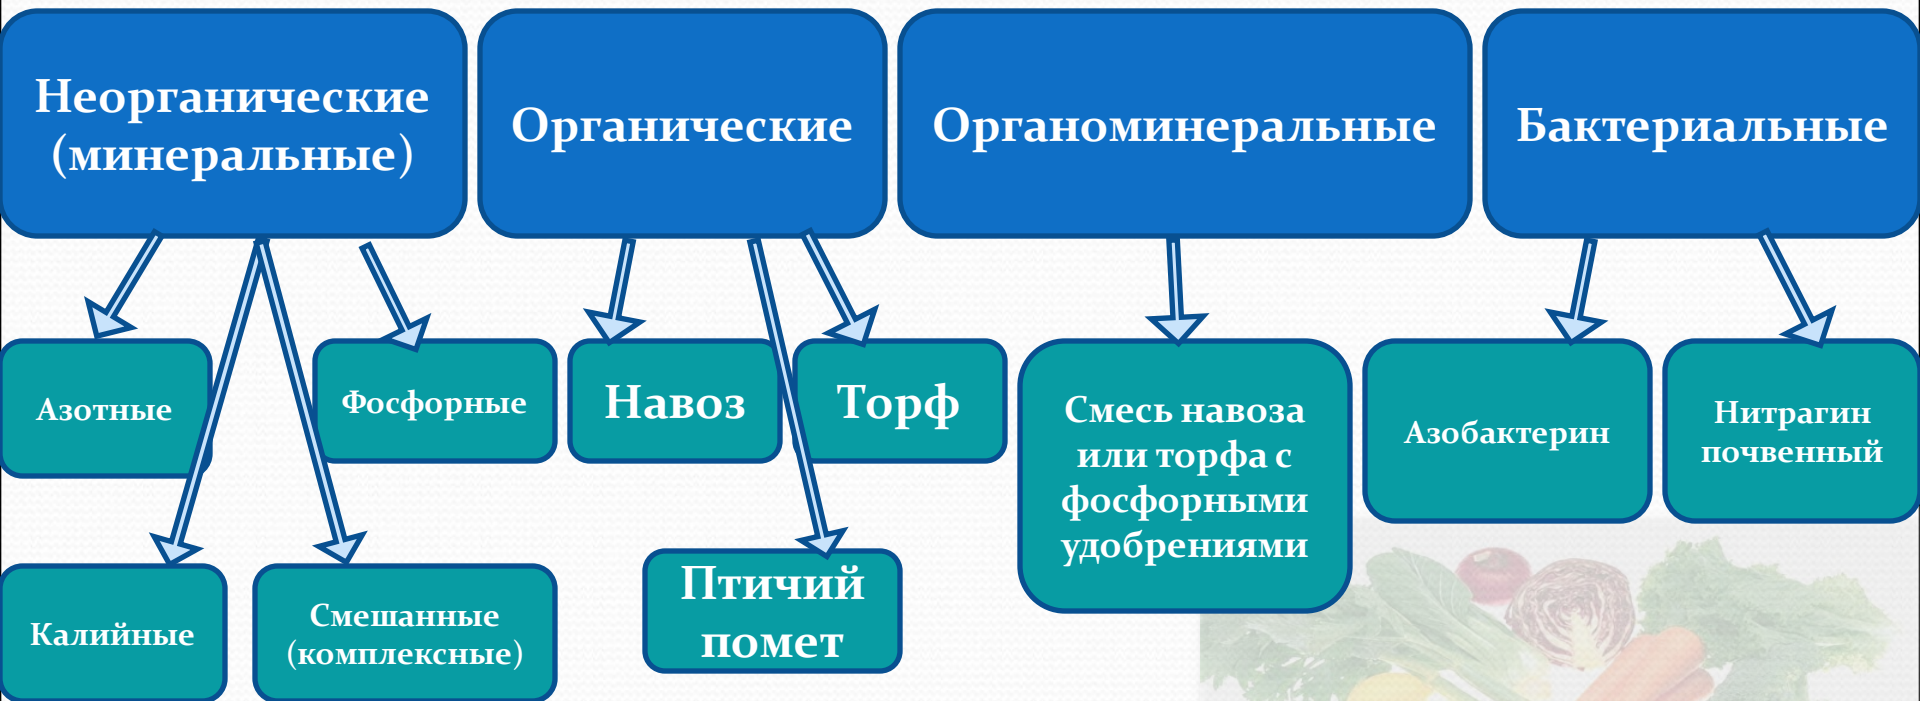 Неорганические
(минеральные)
Органические
Органоминеральные
Бактериальные
Азотные
Фосфорные
Навоз
Торф
Смесь навоза
или торфа с
фосфорными
удобрениями
Азобактерин
Нитрагин
почвенный
Калийные
Смешанные
(комплексные)
Птичий
помет